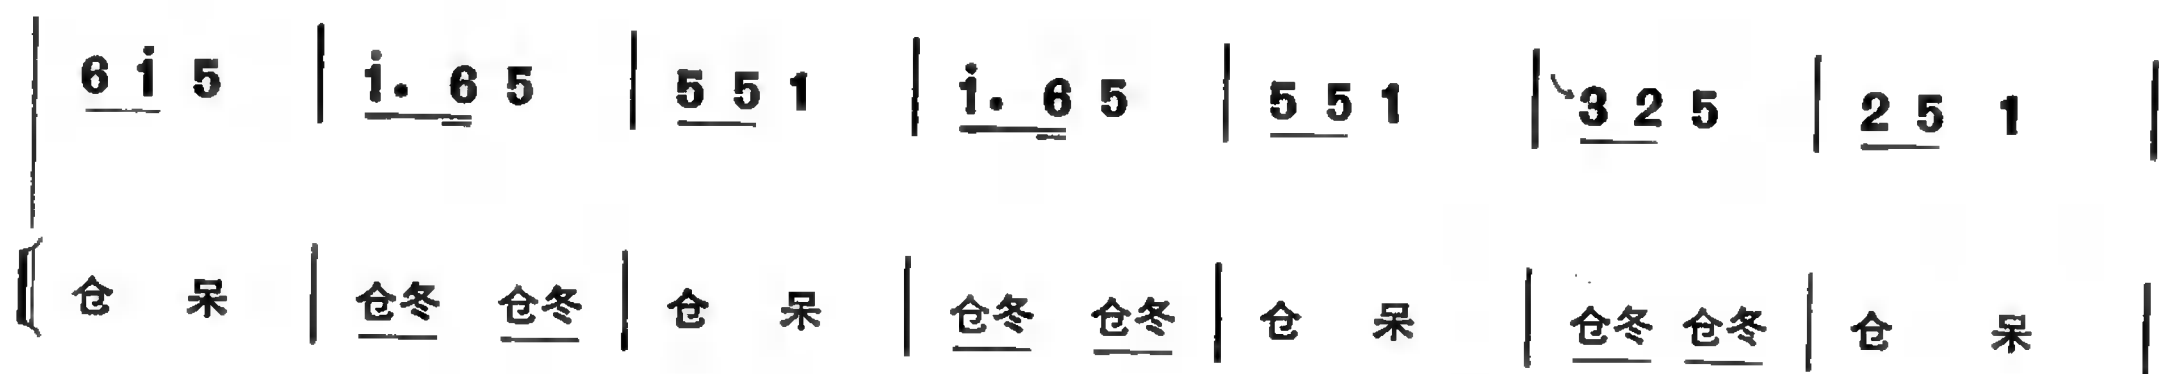 6 i 5 | i. 6 5 | 5 5 1 | i. 6 5 | 5 5 1 | 3 2 5 | 2 5 1 |
仓 呆 | 仓冬 仓冬 | 仓 呆 | 仓冬 仓冬 | 仓 呆 | 仓冬 仓冬 | 仓 呆 |